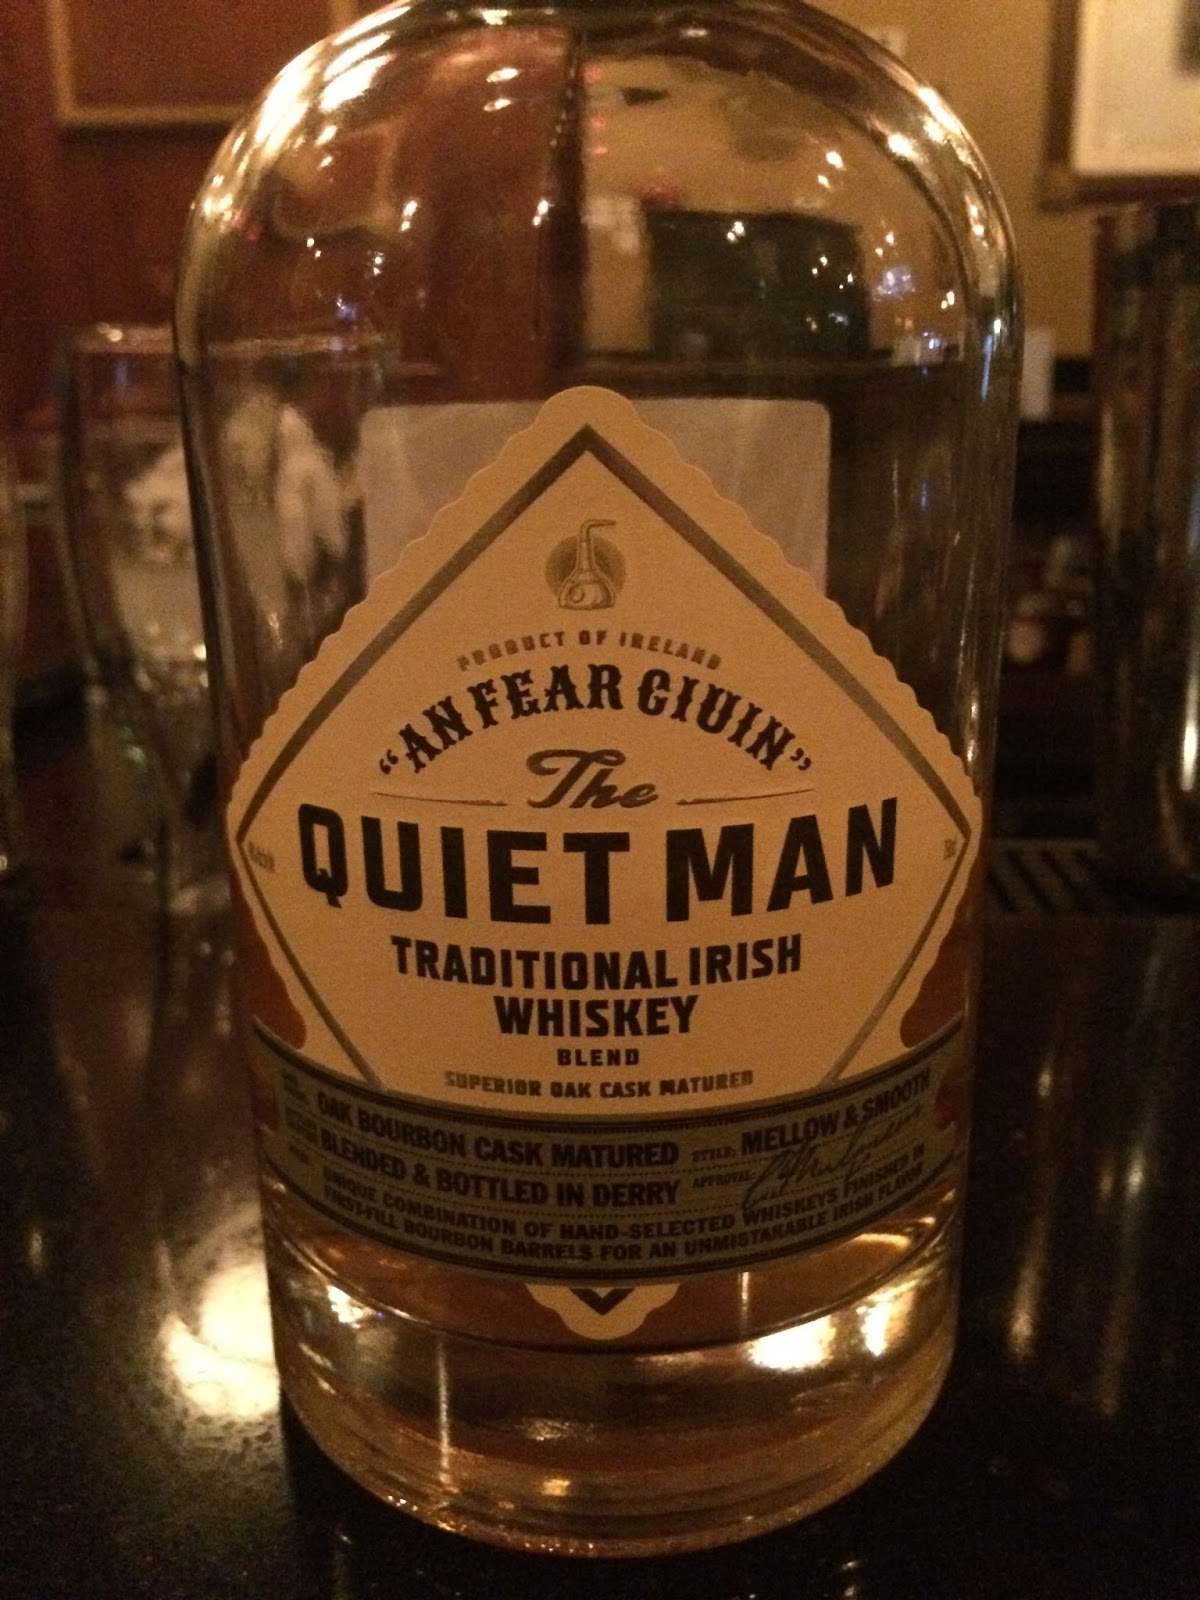 PRODUCT OF IRELAND
"AN FEAR CIUIN"
The
QUIET MAN
TRADITIONAL IRISH
WHISKEY
BLEND
SUPERIOR OAK CASK MATURED
OAK BOURBON CASK MATURED STYLE: MELLOW & SMOOTH
BLENDED & BOTTLED IN DERRY APPROVAL
UNIQUE COMBINATION OF HAND-SELECTED WHISKEYS FINISHED IN
FIRST-FILL BOURBON BARRELS FOR AN UNMISTAKABLE IRISH FLAVOR